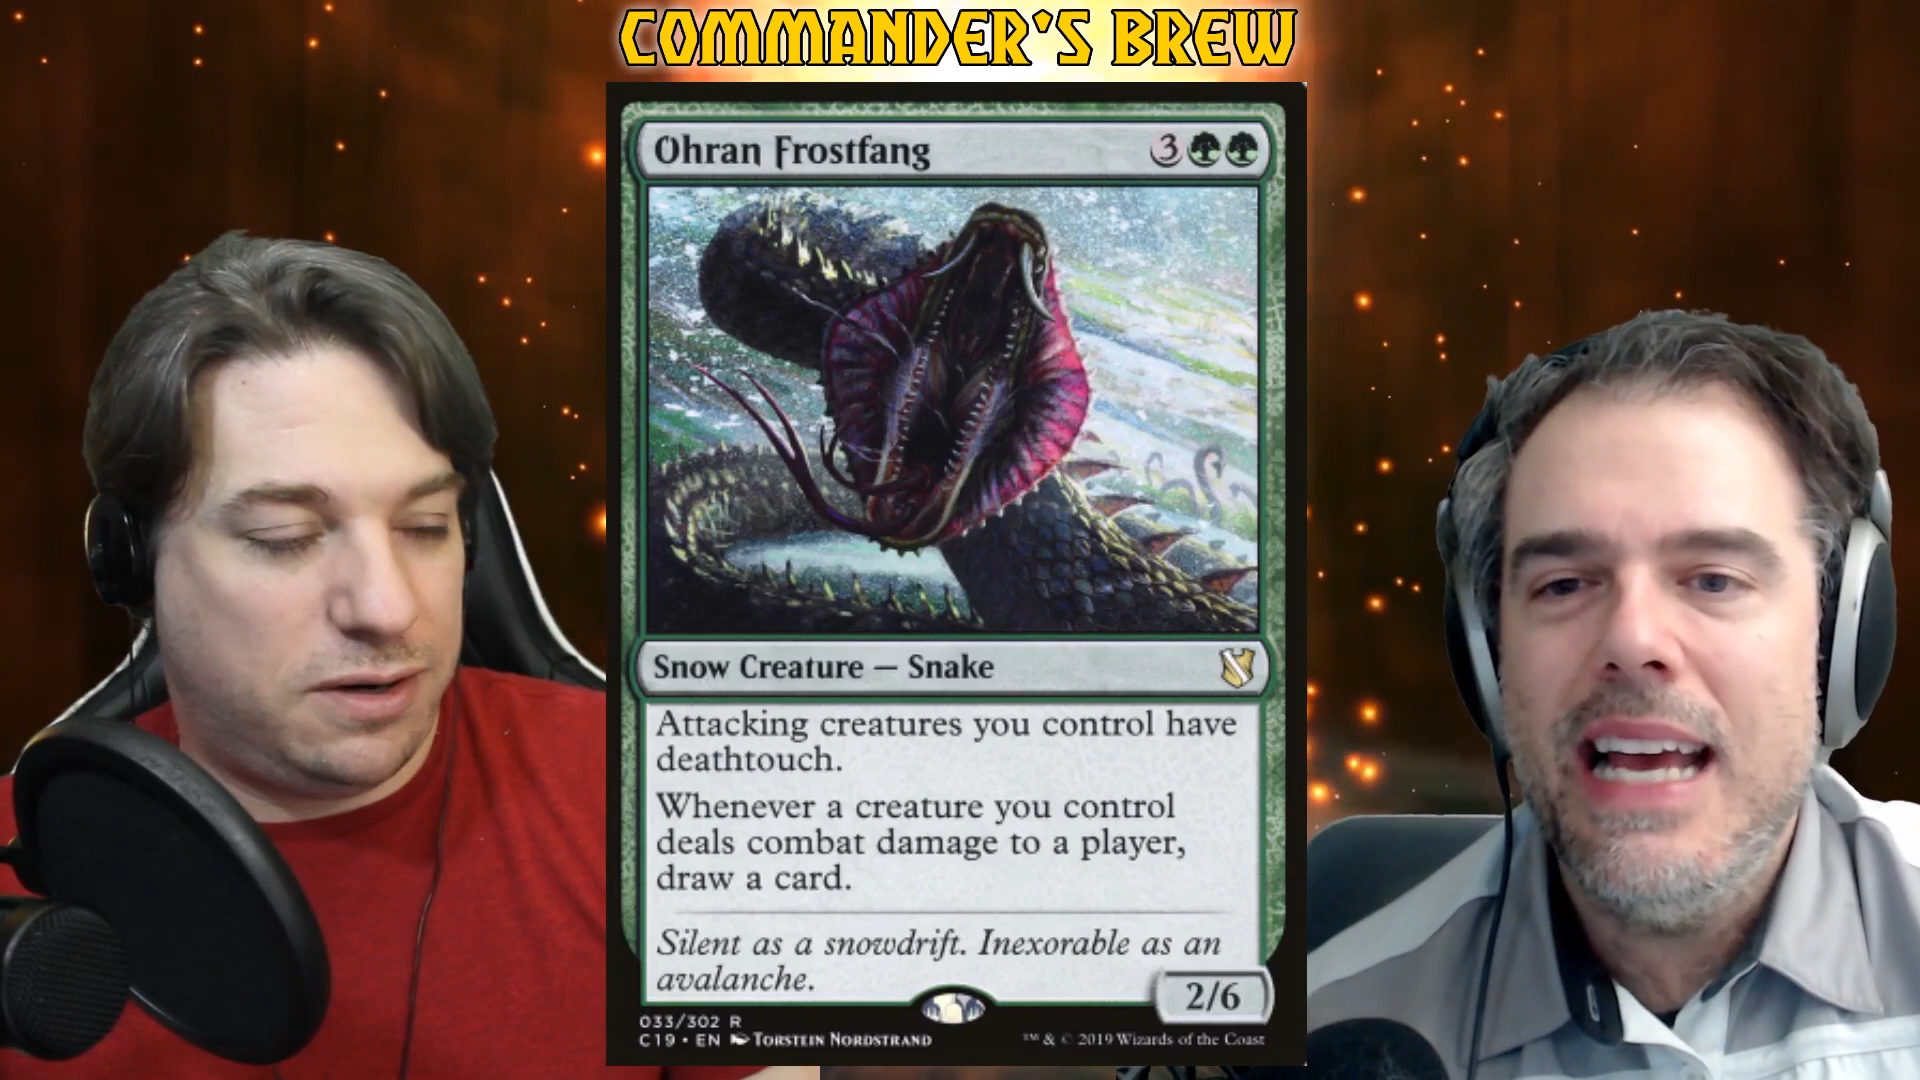 COMMANDER'S BREW
Ohran Frostfang 3
Snow Creature — Snake
Attacking creatures you control have
deathtouch.
Whenever a creature you control
deals combat damage to a player,
draw a card.
Silent as a snowdrift. Inexorable as an
avalanche.
2/6
033/302 R
C19 • EN TORSTEIN NORDSTRAND ™ & © 2019 Wizards of the Coast